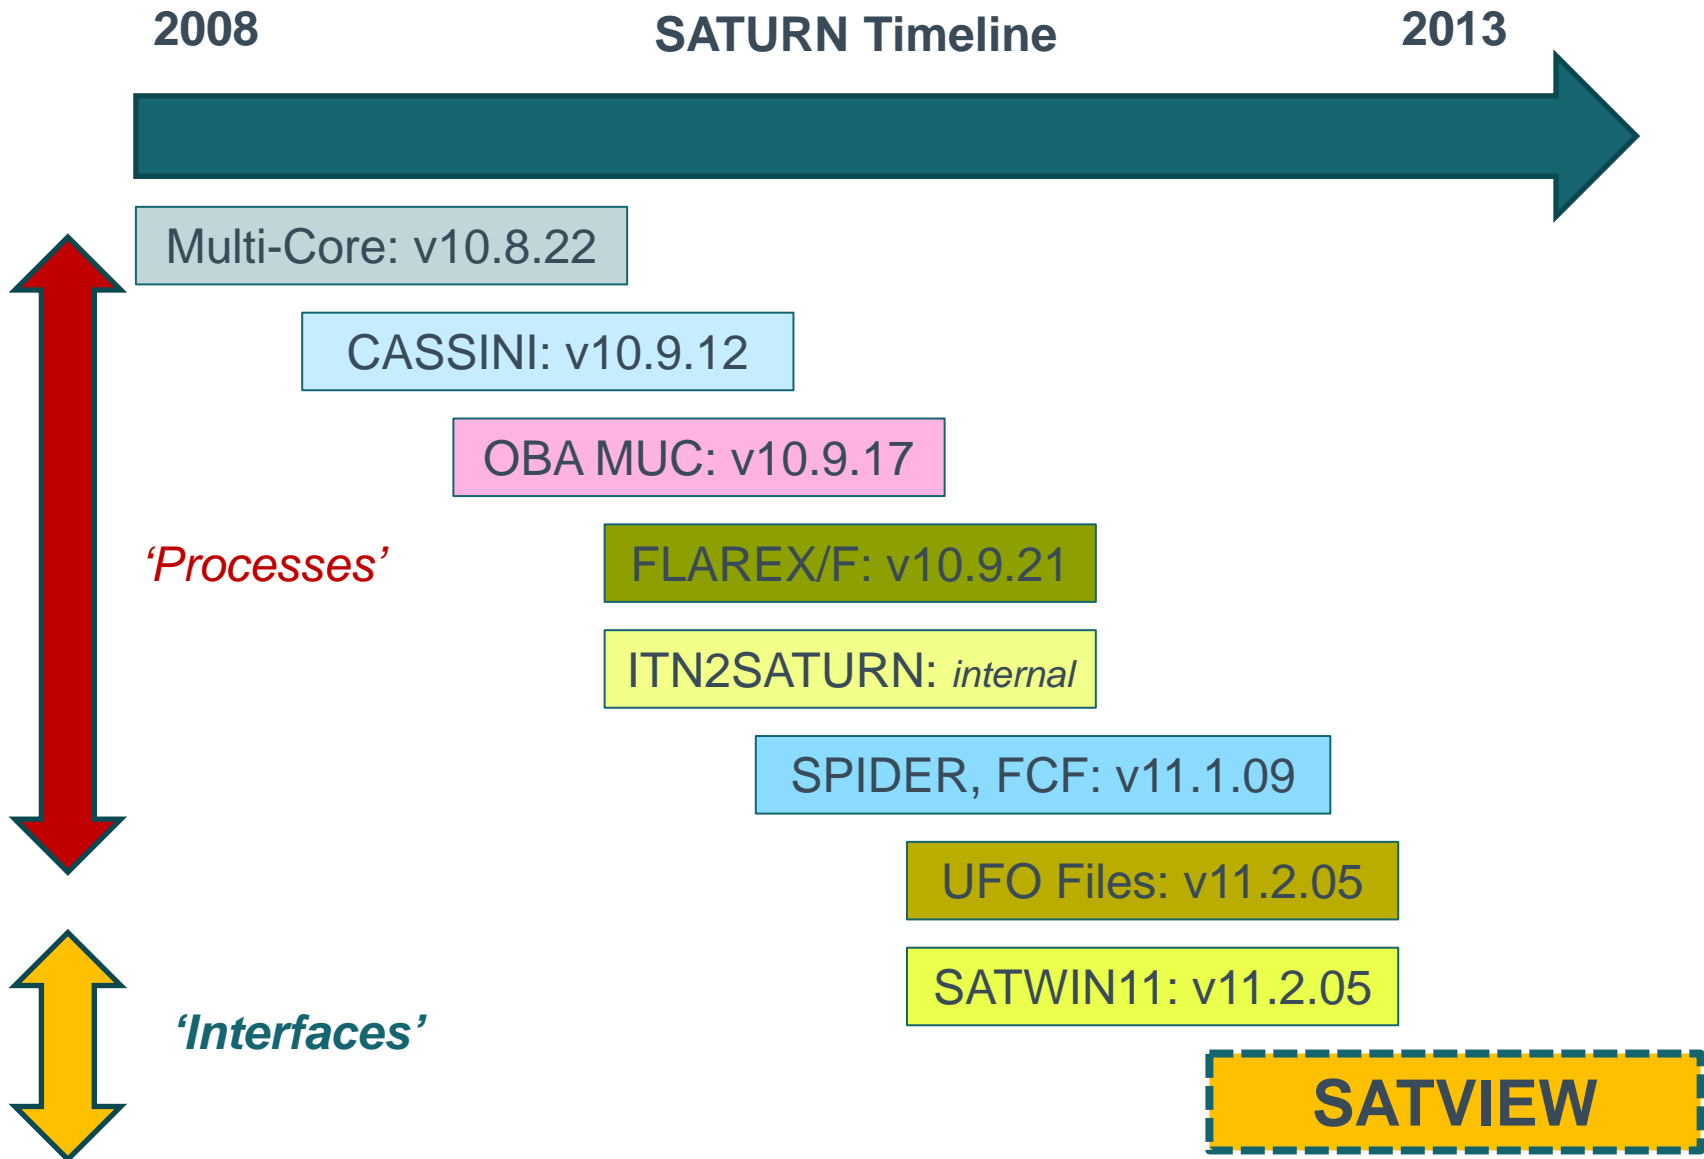 2008
SATURN Timeline
2013
Multi-Core: v10.8.22
CASSINI: v10.9.12
OBA MUC: v10.9.17
‘Processes’
FLAREX/F: v10.9.21
ITN2SATURN: internal
SPIDER, FCF: v11.1.09
UFO Files: v11.2.05
SATWIN11: v11.2.05
‘Interfaces’
SATVIEW